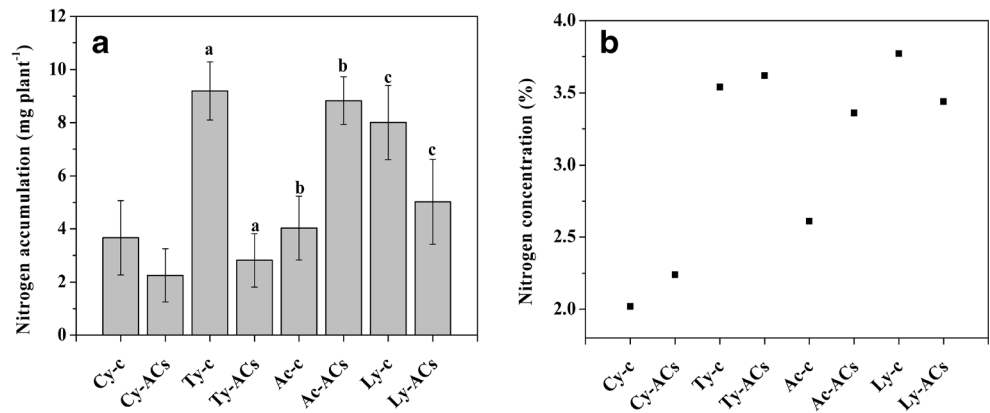 a
Nitrogen accumulation (mg plant⁻¹)
12
10
8
6
4
2
0
a
a
b
b
c
c
Cy-c
Cy-ACs
Ty-c
Ty-ACs
Ac-c
Ac-ACs
Ly-c
Ly-ACs
b
Nitrogen concentration (%)
4.0
3.5
3.0
2.5
2.0
Cy-c
Cy-ACs
Ty-c
Ty-ACs
Ac-c
Ac-ACs
Ly-c
Ly-ACs